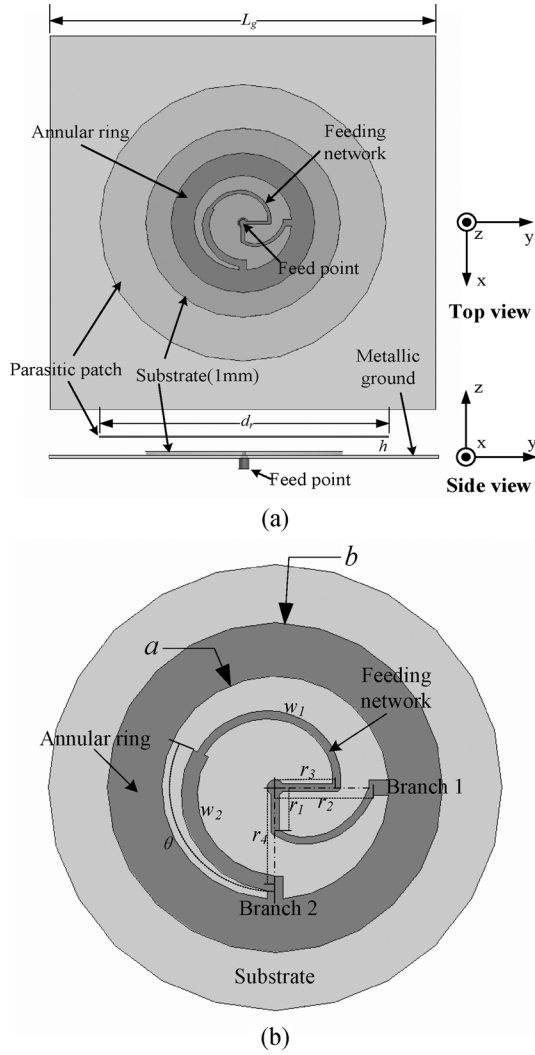 Lg
Annular ring
Feeding
network
Feed point
z
y
x
Top view
Parasitic patch
Substrate(1mm)
Metallic
ground
dr
h
Feed point
z
x
y
Side view
(a)
b
a
Feeding
network
w1
Annular ring
r3
Branch 1
r1
r2
w2
r4
θ
Branch 2
Substrate
(b)